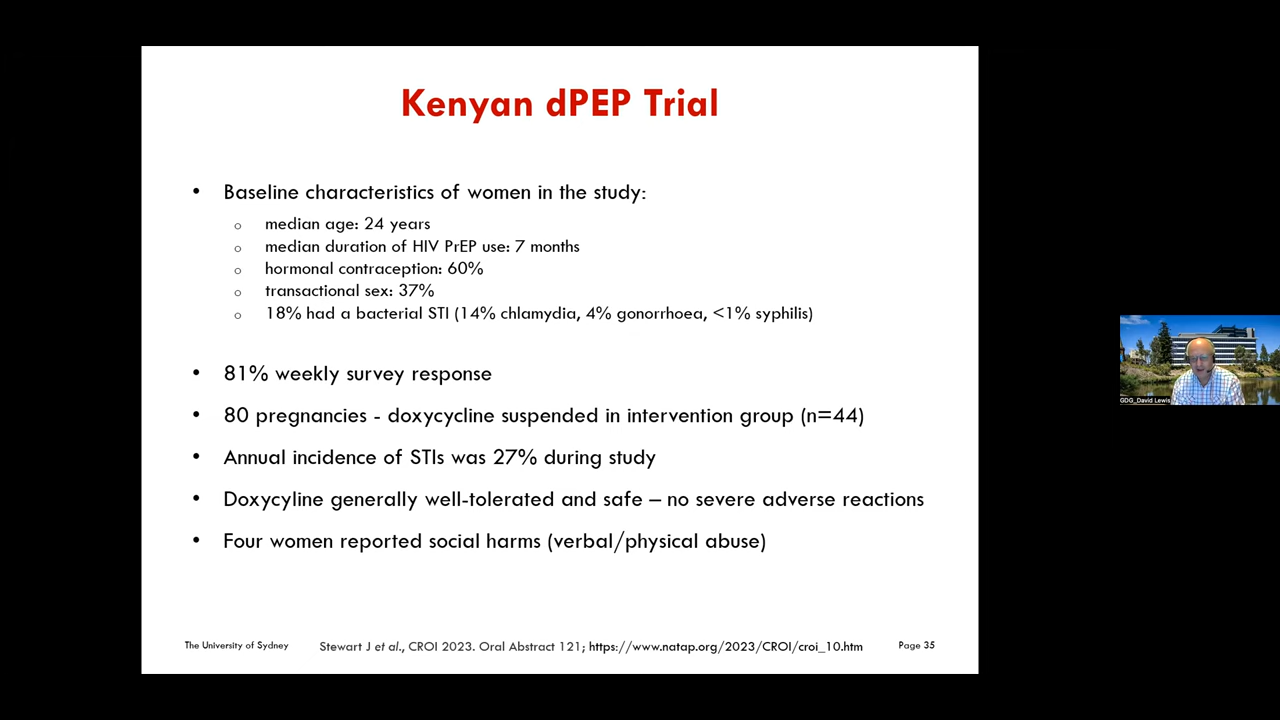 Kenyan dPEP Trial
• Baseline characteristics of women in the study:
o median age: 24 years
o median duration of HIV PrEP use: 7 months
o hormonal contraception: 60%
o transactional sex: 37%
o 18% had a bacterial STI (14% chlamydia, 4% gonorrhoea, <1% syphilis)
• 81% weekly survey response
• 80 pregnancies - doxycycline suspended in intervention group (n=44)
• Annual incidence of STIs was 27% during study
• Doxycyline generally well-tolerated and safe – no severe adverse reactions
• Four women reported social harms (verbal/physical abuse)
The University of Sydney
Stewart J et al., CROI 2023. Oral Abstract 121; https://www.natap.org/2023/CROI/croi_10.htm
Page 35
GDG_David Lewis